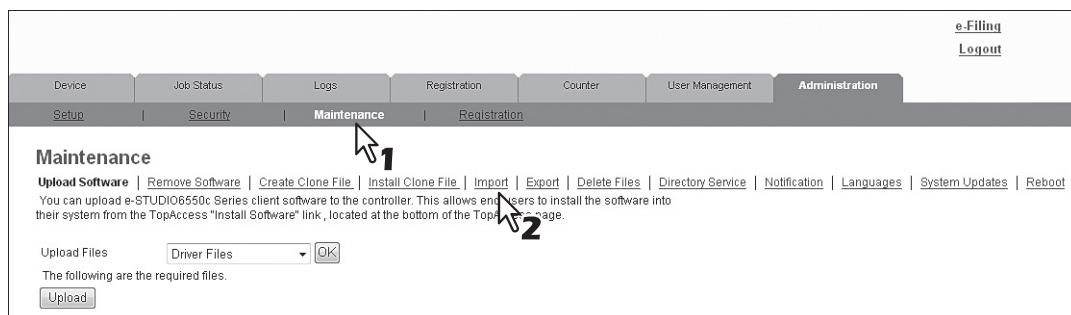 e-Filing
Logout
Device Job Status Logs Registration Counter User Management Administration
Setup | Security | Maintenance | Registration
1
Maintenance
Upload Software | Remove Software | Create Clone File | Install Clone File | Import | Export | Delete Files | Directory Service | Notification | Languages | System Updates | Reboot
You can upload e-STUDIO6550c Series client software to the controller. This allows end users to install the software into
their system from the TopAccess "Install Software" link , located at the bottom of the page.
2
Upload Files Driver Files OK
The following are the required files.
Upload